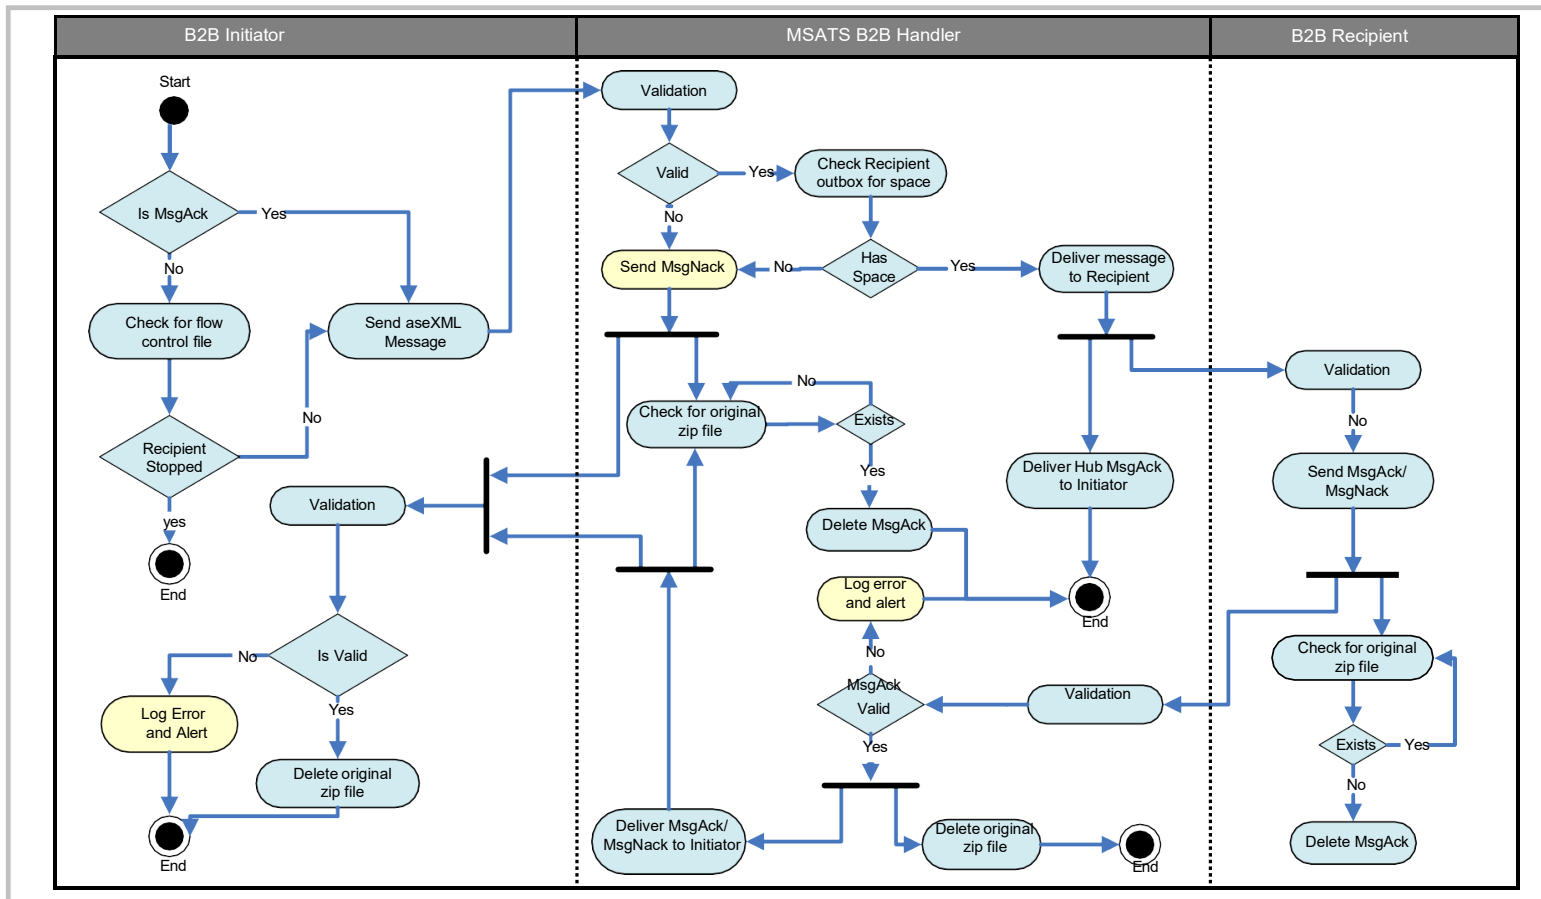 B2B Initiator
MSATS B2B Handler
B2B Recipient
Start
Is MsgAck
Yes
No
Check for flow
control file
Send aseXML
Message
No
Recipient
Stopped
yes
End
Validation
Is Valid
No
Yes
Log Error
and Alert
Delete original
zip file
End
Validation
Valid
Yes
Check Recipient
outbox for space
No
Send MsgNack
No
Has
Space
Yes
Deliver message
to Recipient
No
Check for original
zip file
Exists
Yes
Deliver Hub MsgAck
to Initiator
Delete MsgAck
Log error
and alert
End
No
MsgAck
Valid
Validation
Yes
Deliver MsgAck/
MsgNack to Initiator
Delete original
zip file
End
Validation
No
Send MsgAck/
MsgNack
Check for original
zip file
Exists
Yes
No
Delete MsgAck